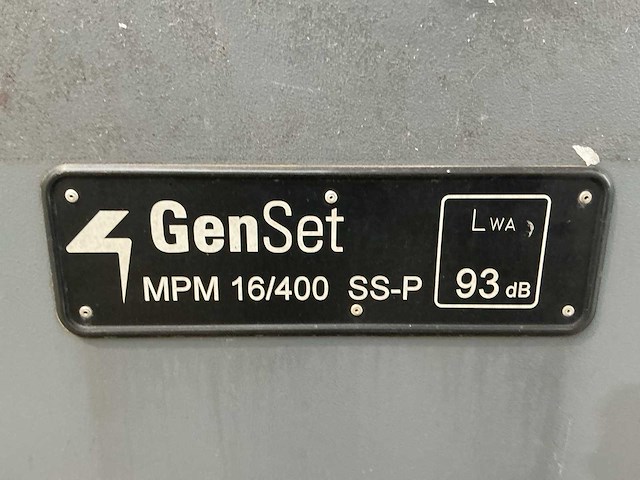 GenSet
MPM 16/400 SS-P
LWA
93 dB